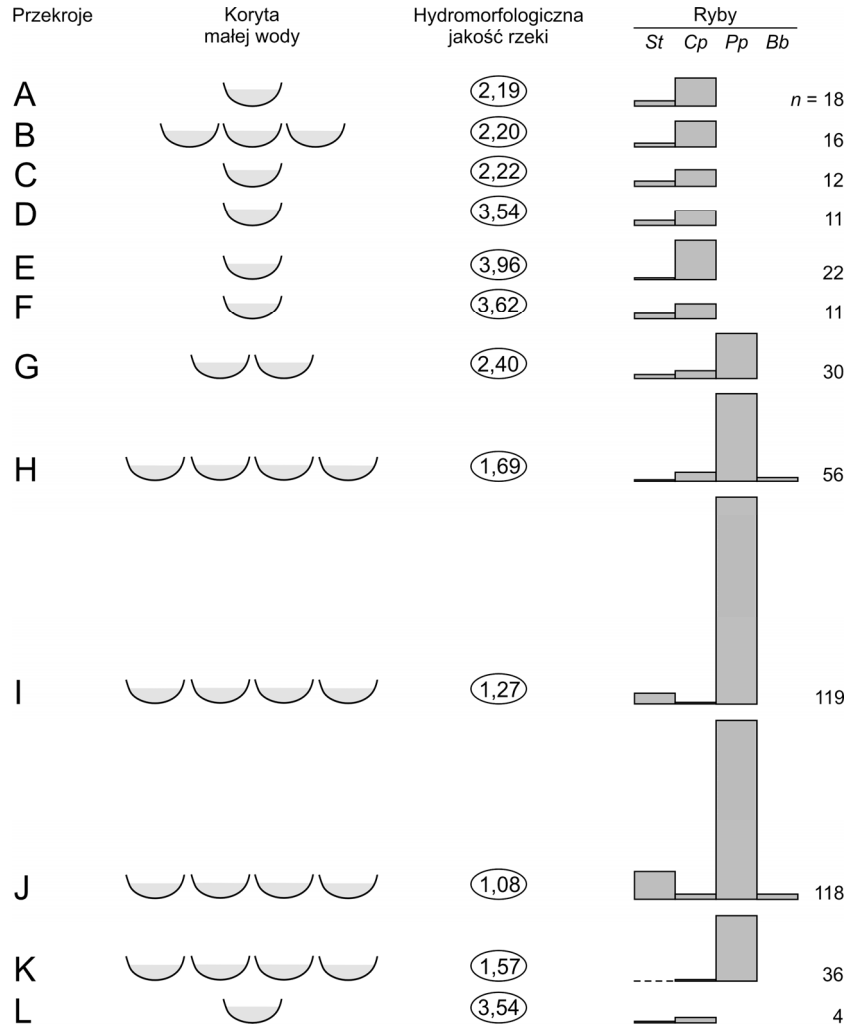 Przekroje Koryta Hydromorfologiczna Ryby
małej wody jakość rzeki St Cp Pp Bb
A 2,19 n = 18
B 2,20 16
C 2,22 12
D 3,54 11
E 3,96 22
F 3,62 11
G 2,40 30
H 1,69 56
I 1,27 119
J 1,08 118
K 1,57 36
L 3,54 4